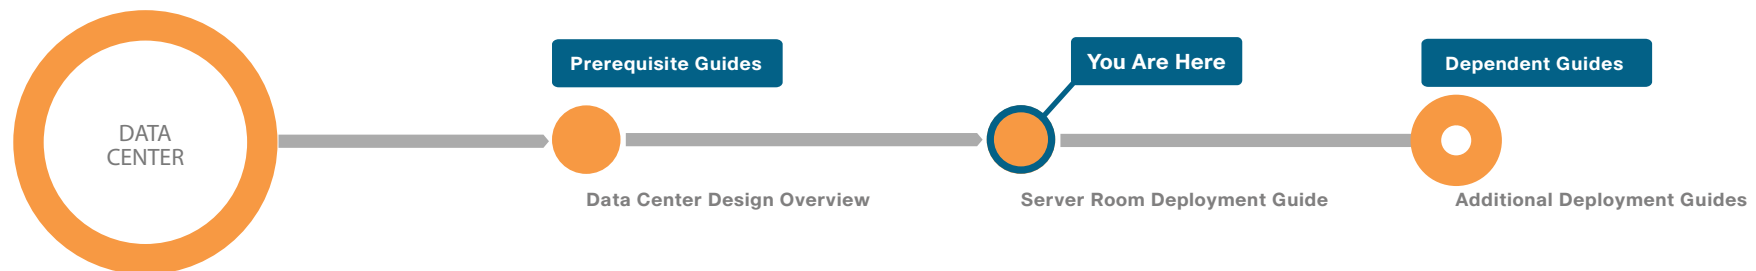 DATA
CENTER
Prerequisite Guides
You Are Here
Dependent Guides
Data Center Design Overview
Server Room Deployment Guide
Additional Deployment Guides